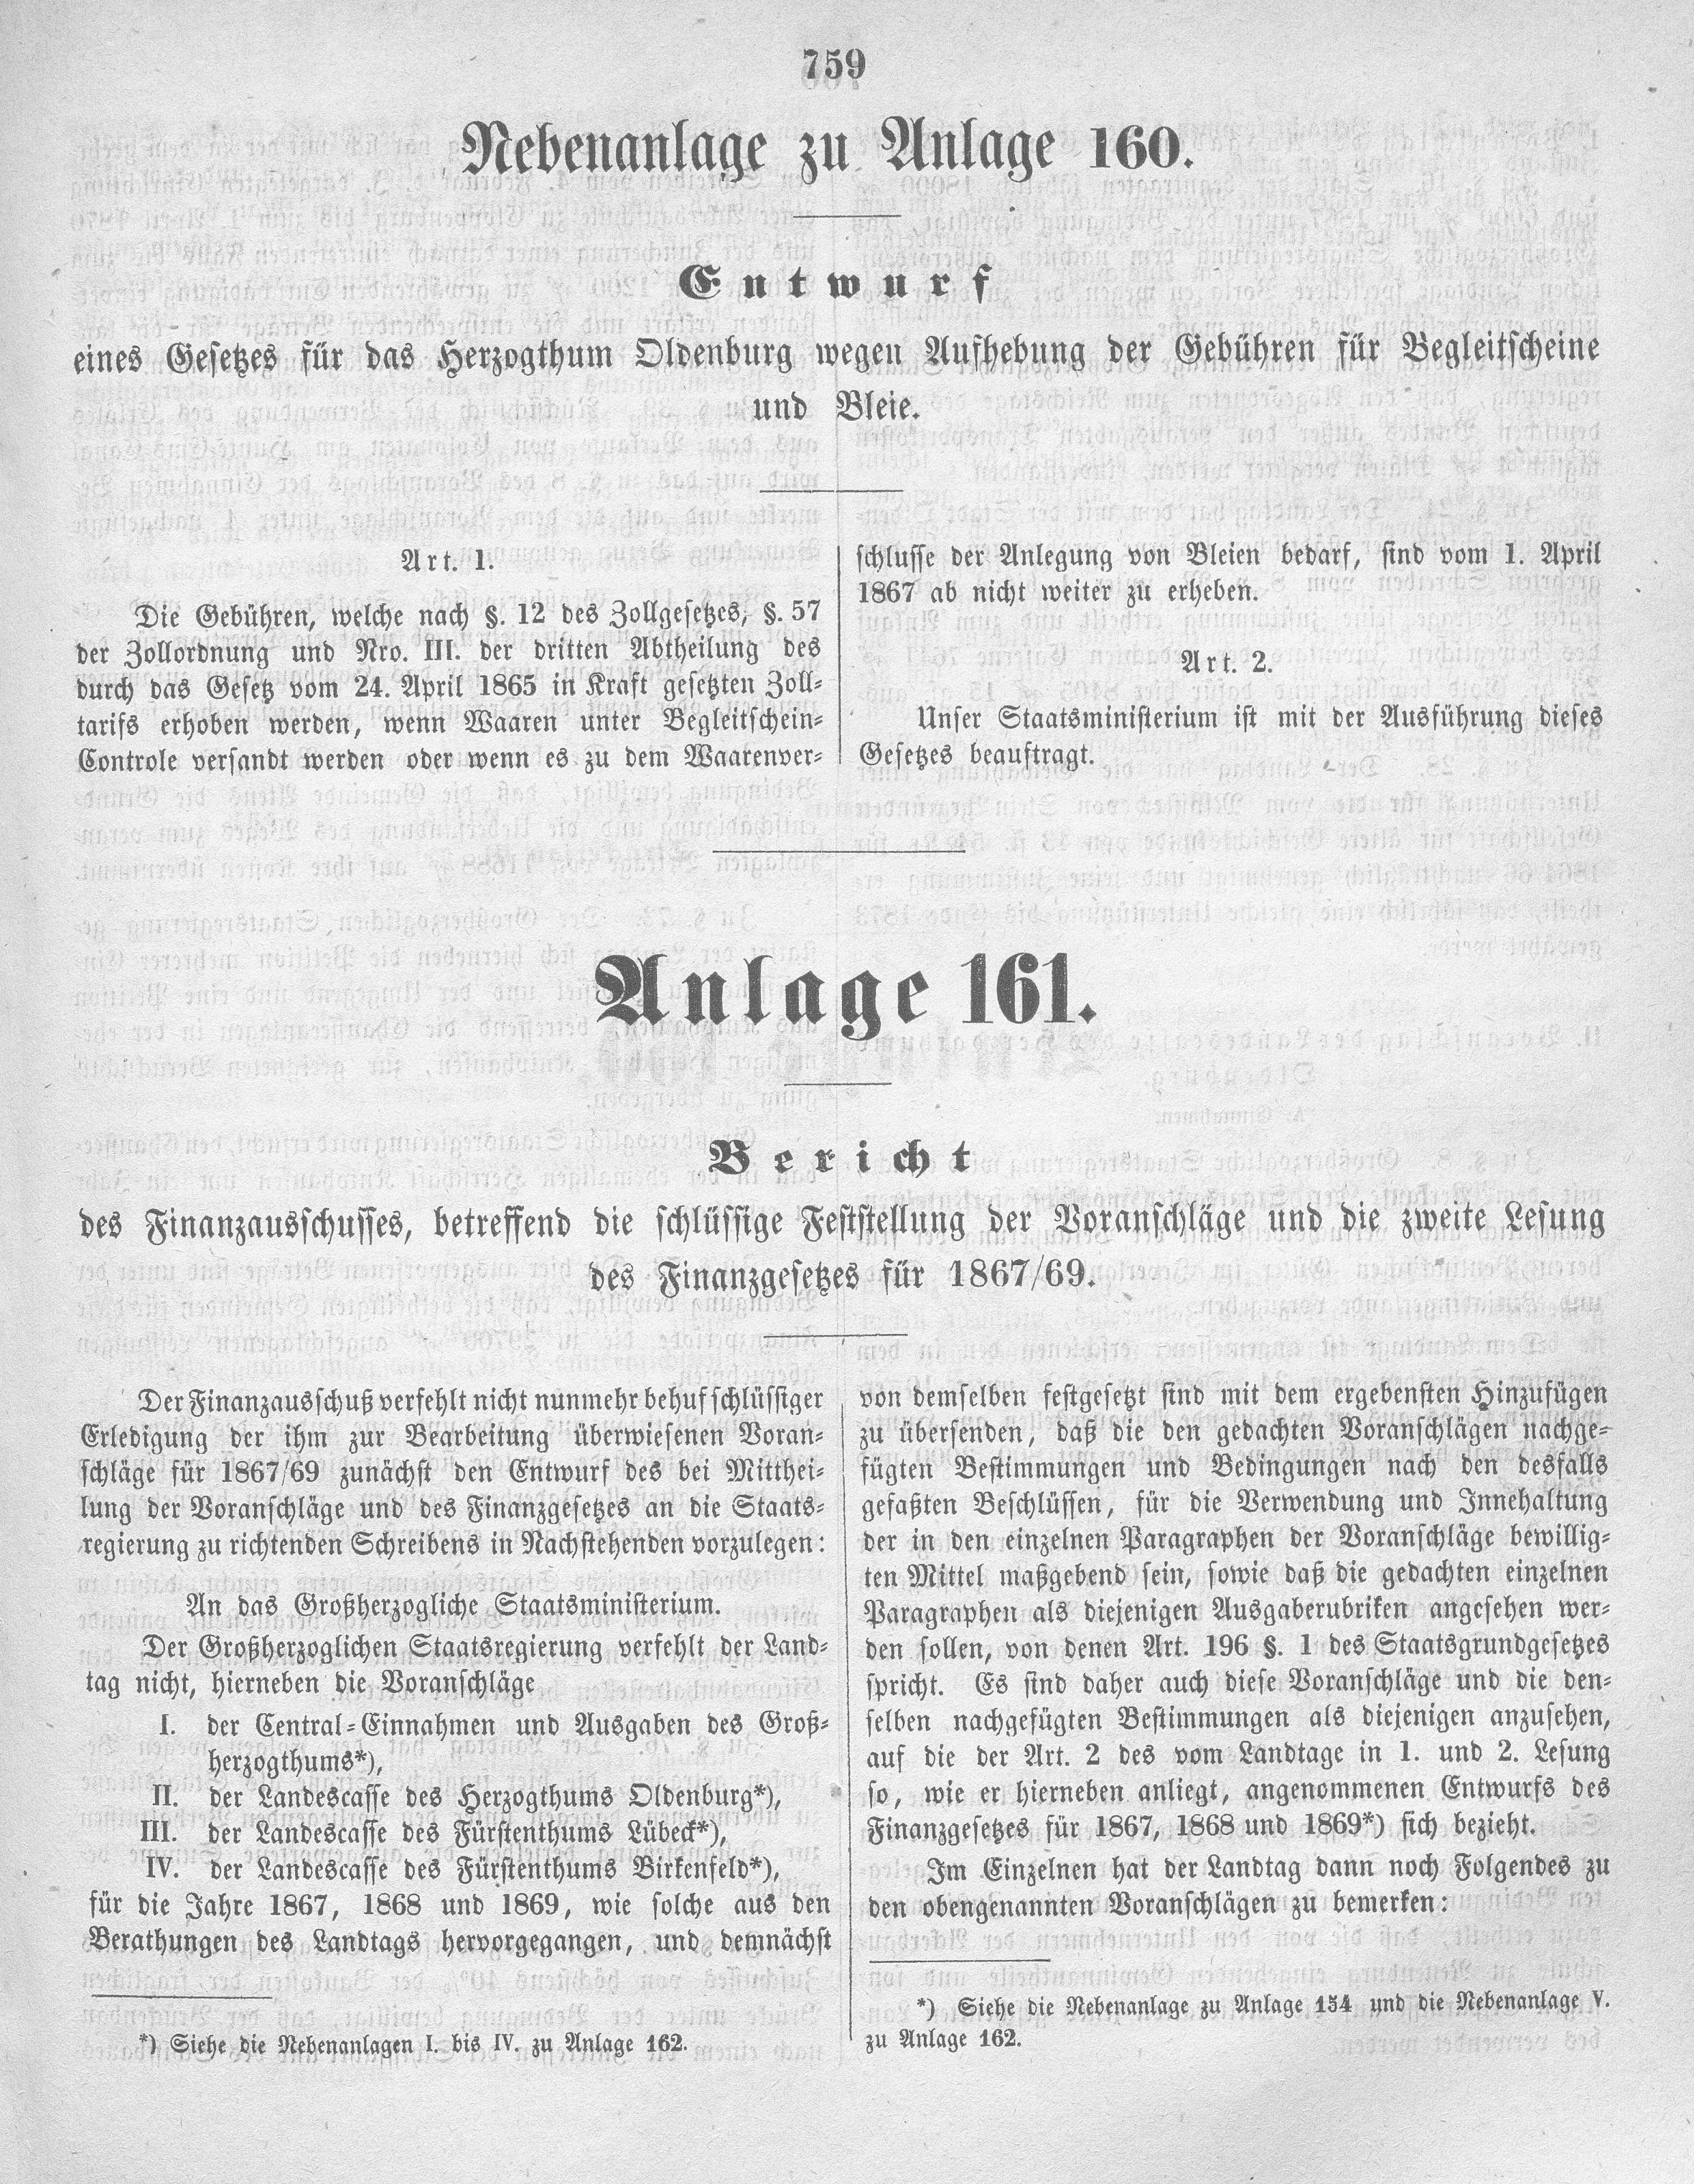 759
Nebenanlage zu Anlage 160.
Entwurf
eines Gesetzes für das Herzogthum Oldenburg wegen Aufhebung der Gebühren für Begleitscheine
und Bleie.
Art. 1.
Die Gebühren, welche nach §. 12 des Zollgesetzes, §. 57
der Zollordnung und Nro. III. der dritten Abtheilung des
durch das Gesetz vom 24. April 1865 in Kraft gesetzten Zoll-
tarifs erhoben werden, wenn Waaren unter Begleitschein-
Controle versandt werden oder wenn es zu dem Waarenver-
schlusse der Anlegung von Bleien bedarf, sind vom 1. April
1867 ab nicht weiter zu erheben.
Art. 2.
Unser Staatsministerium ist mit der Ausführung dieses
Gesetzes beauftragt.
Anlage 161.
Bericht
des Finanzausschusses, betreffend die schlüssige Feststellung der Voranschläge und die zweite Lesung
des Finanzgesetzes für 1867/69.
Der Finanzausschuß verfehlt nicht nunmehr behuf schlüssiger
Erledigung der ihm zur Bearbeitung überwiesenen Voran-
schläge für 1867/69 zunächst den Entwurf des bei Mitthei-
lung der Voranschläge und des Finanzgesetzes an die Staats-
regierung zu richtenden Schreibens in Nachstehenden vorzulegen:
An das Großherzogliche Staatsministerium.
Der Großherzoglichen Staatsregierung verfehlt der Land-
tag nicht, hierneben die Voranschläge
I. der Central-Einnahmen und Ausgaben des Groß-
herzogthums*),
II. der Landescasse des Herzogthums Oldenburg*),
III. der Landescasse des Fürstenthums Lübeck*),
IV. der Landescasse des Fürstenthums Birkenfeld*),
für die Jahre 1867, 1868 und 1869, wie solche aus den
Berathungen des Landtags hervorgegangen, und demnächst
*) Siehe die Nebenanlagen I. bis IV. zu Anlage 162.
von demselben festgesetzt sind mit dem ergebensten Hinzufügen
zu übersenden, daß die den gedachten Voranschlägen nachge-
fügten Bestimmungen und Bedingungen nach den desfalls
gefaßten Beschlüssen, für die Verwendung und Innehaltung
der in den einzelnen Paragraphen der Voranschläge bewillig-
ten Mittel maßgebend sein, sowie daß die gedachten einzelnen
Paragraphen als diejenigen Ausgaberubriken angesehen wer-
den sollen, von denen Art. 196 §. 1 des Staatsgrundgesetzes
spricht. Es sind daher auch diese Voranschläge und die den-
selben nachgefügten Bestimmungen als diejenigen anzusehen,
auf die der Art. 2 des vom Landtage in 1. und 2. Lesung
so, wie er hierneben anliegt, angenommenen Entwurfs des
Finanzgesetzes für 1867, 1868 und 1869*) sich bezieht.
Im Einzelnen hat der Landtag dann noch Folgendes zu
den obengenannten Voranschlägen zu bemerken:
*) Siehe die Nebenanlage zu Anlage 154 und die Nebenanlage V.
zu Anlage 162.